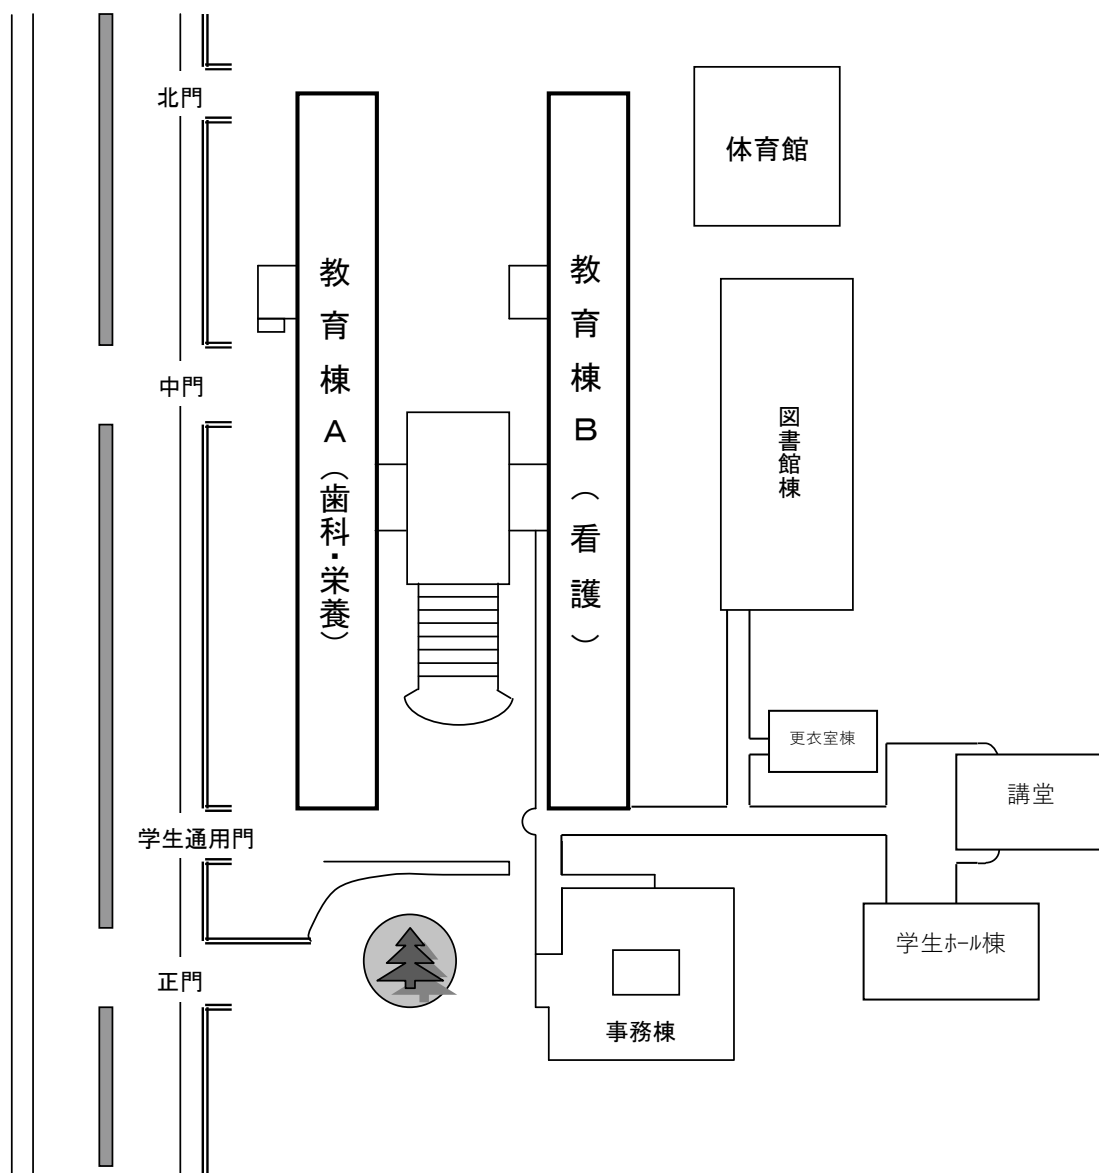 北門
体育館
教育棟A(歯科・栄養)
教育棟B(看護)
中門
図書館棟
更衣室棟
講堂
学生通用門
学生ホール棟
正門
事務棟